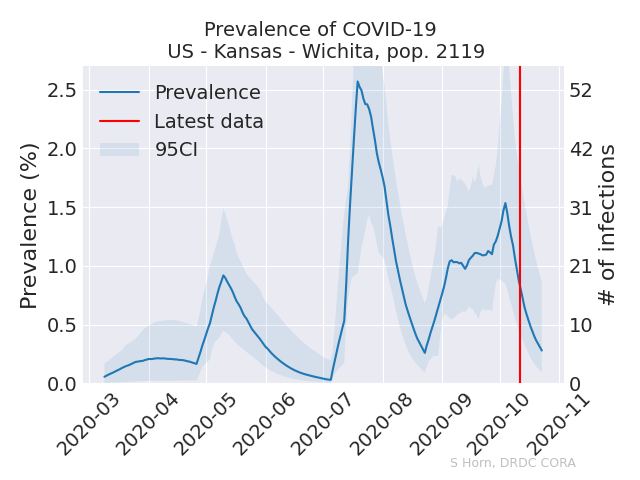 Prevalence of COVID-19
US - Kansas - Wichita, pop. 2119
Prevalence
Latest data
95CI
Prevalence (%)
2.5
2.0
1.5
1.0
0.5
0.0
52
42
31
21
10
0
# of infections
2020-03
2020-04
2020-05
2020-06
2020-07
2020-08
2020-09
2020-10
2020-11
S Horn, DRDC CORA